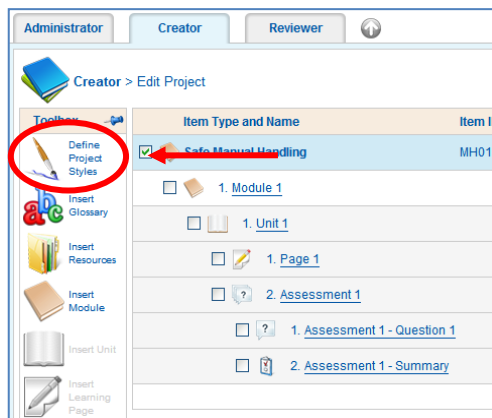 Administrator
Creator
Reviewer
Creator > Edit Project
Toolbox
Item Type and Name
Item I
Define
Project
Styles
Safe Manual Handling
MH01
Insert
Glossary
1. Module 1
1. Unit 1
Insert
Resources
1. Page 1
Insert
Module
2. Assessment 1
1. Assessment 1 - Question 1
Insert Unit
2. Assessment 1 - Summary
Insert
Learning
Page